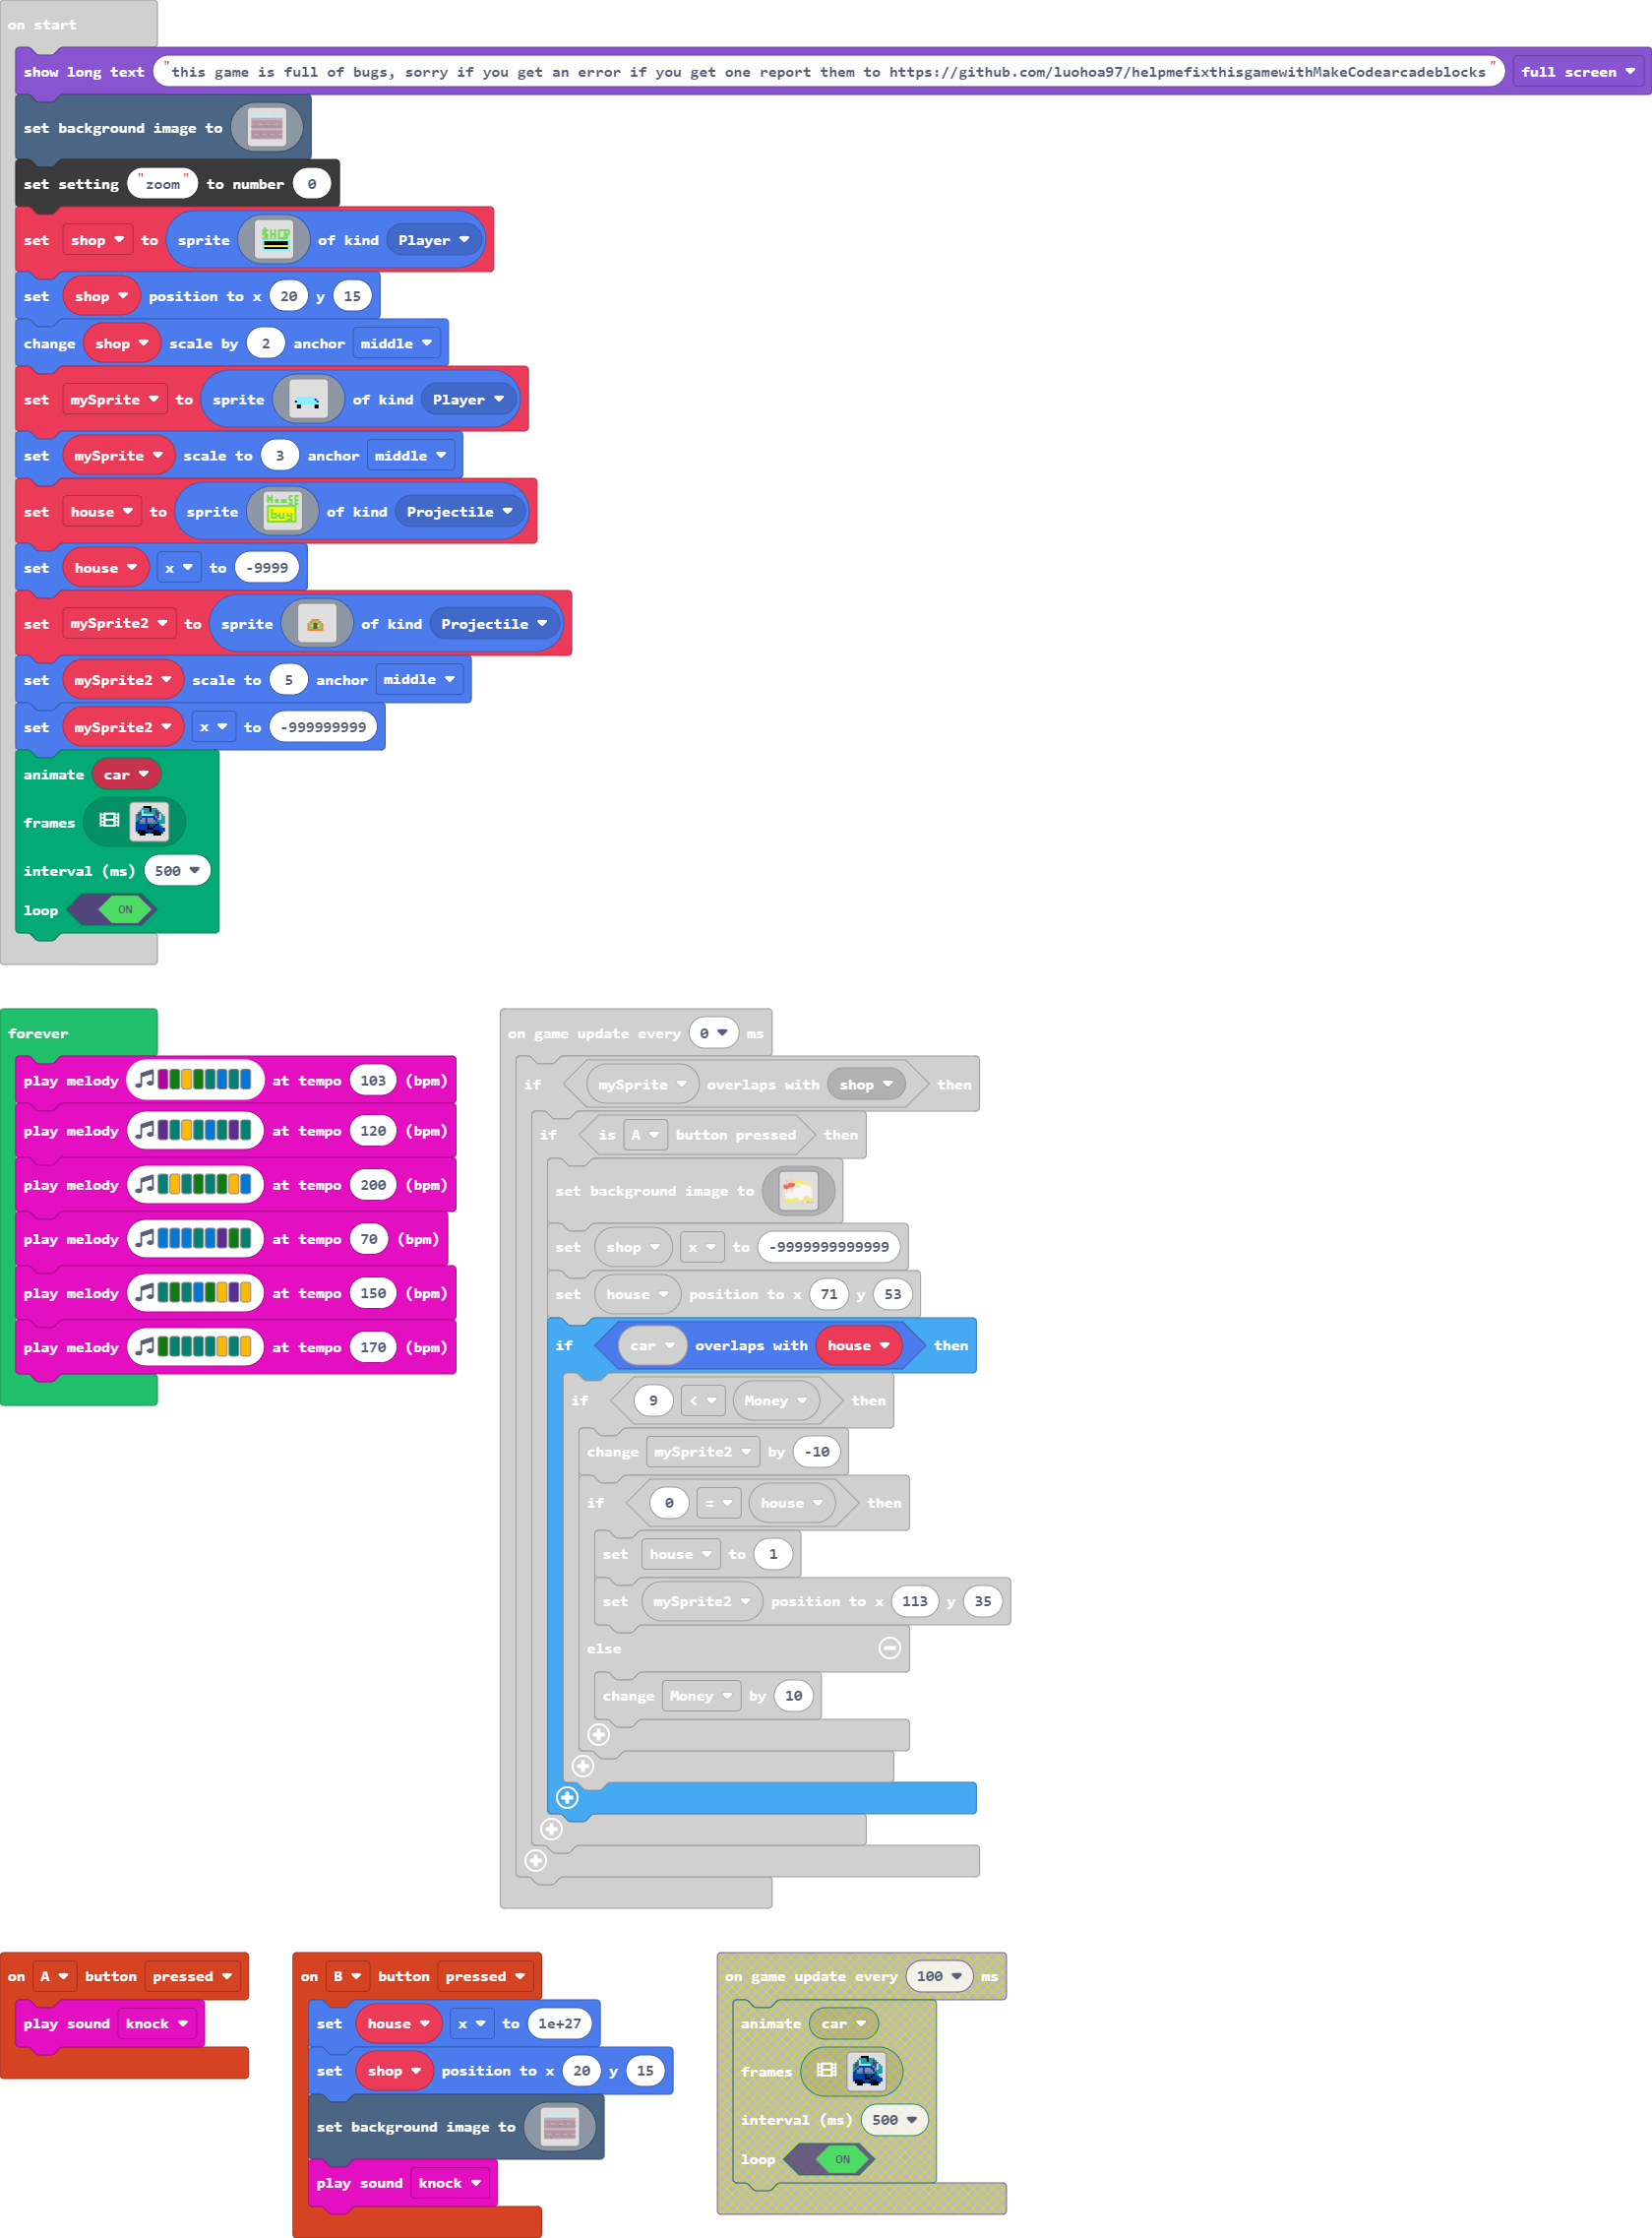 on start
show long text "this game is full of bugs, sorry if you get an error if you get one report them to https://github.com/luohoa97/helpmefixthisgamewithMakeCodearcadeblocks" full screen
set background image to
set setting "zoom" to number 0
set shop to sprite $HOP of kind Player
set shop position to x 20 y 15
change shop scale by 2 anchor middle
set mySprite to sprite of kind Player
set mySprite scale to 3 anchor middle
set house to sprite buy of kind Projectile
set house x to -9999
set mySprite2 to sprite of kind Projectile
set mySprite2 scale to 5 anchor middle
set mySprite2 x to -999999999
animate car
frames
interval (ms) 500
loop ON
forever
play melody at tempo 103 (bpm)
play melody at tempo 120 (bpm)
play melody at tempo 200 (bpm)
play melody at tempo 70 (bpm)
play melody at tempo 150 (bpm)
play melody at tempo 170 (bpm)
on game update every 0 ms
if mySprite overlaps with shop then
if is A button pressed then
set background image to
set shop x to -9999999999999
set house position to x 71 y 53
if car overlaps with house then
if 9 < Money then
change mySprite2 by -10
if 0 = house then
set house to 1
set mySprite2 position to x 113 y 35
else
change Money by 10
on A button pressed
play sound knock
on B button pressed
set house x to 1e+27
set shop position to x 20 y 15
set background image to
play sound knock
on game update every 100 ms
animate car
frames
interval (ms) 500
loop ON